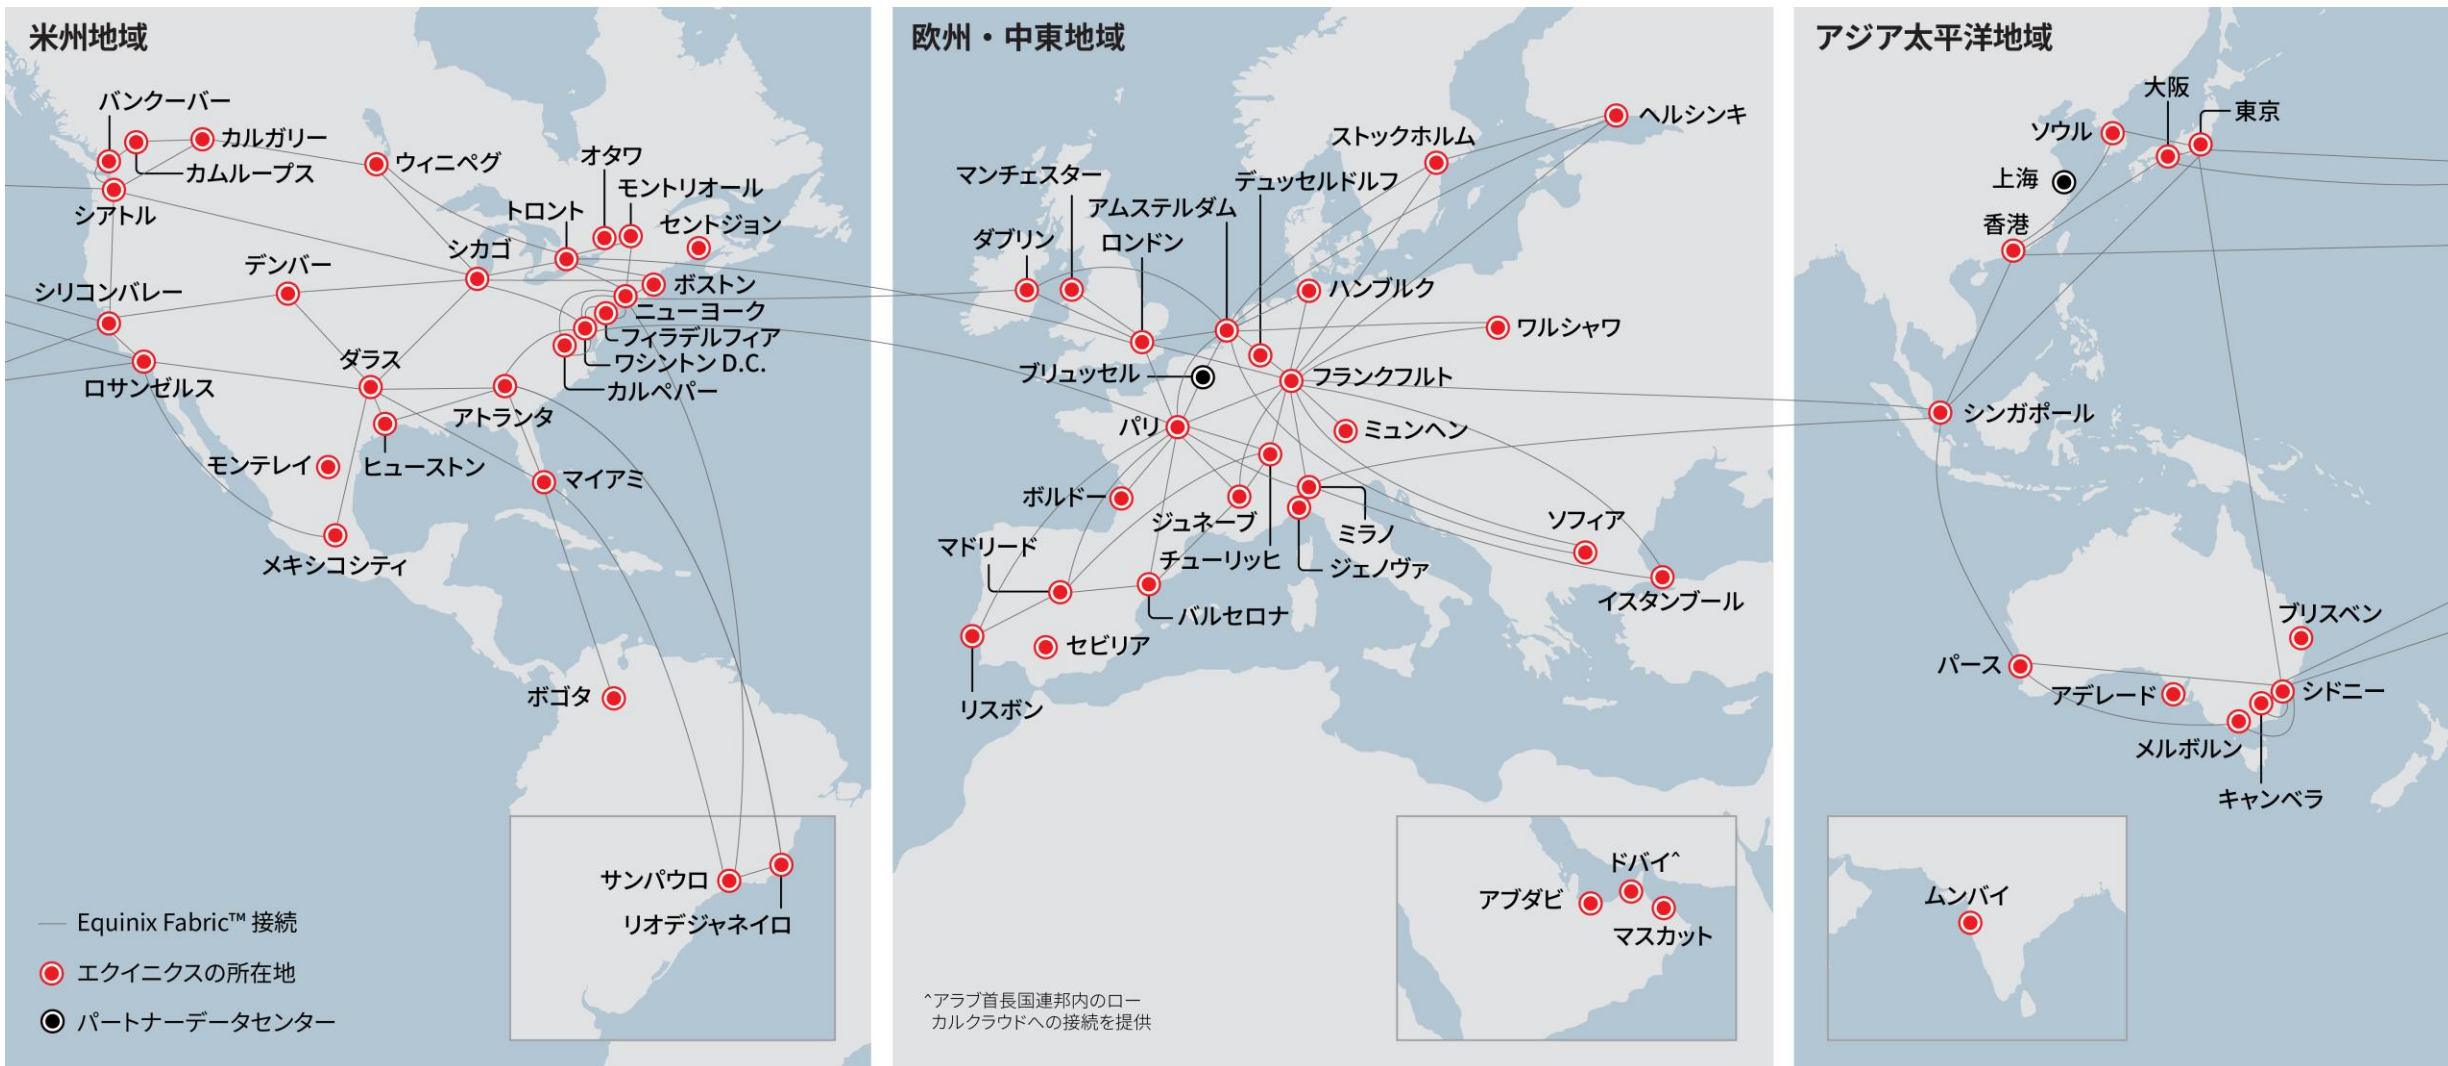 米州地域
バンクーバー
カルガリー
カムループス
シアトル
ウィニペグ
オタワ
モントリオール
トロント
セントジョン
シカゴ
デンバー
シリコンバレー
ボストン
ニューヨーク
フィラデルフィア
ワシントン D.C.
カルペパー
ダラス
ロサンゼルス
アトランタ
モンテレイ
ヒューストン
マイアミ
メキシコシティ
ボゴタ
サンパウロ
リオデジャネイロ
Equinix Fabric™ 接続
エクイニクスの所在地
パートナーデータセンター
欧州・中東地域
ヘルシンキ
ストックホルム
マンチェスター
デュッセルドルフ
アムステルダム
ダブリン
ロンドン
ハンブルク
ワルシャワ
ブリュッセル
フランクフルト
パリ
ミュンヘン
ボルドー
ジュネーブ
ミラノ
ソフィア
マドリード
チューリッヒ
ジェノヴァ
イスタンブール
バルセロナ
セビリア
リスボン
ドバイ^
アブダビ
マスカット
^アラブ首長国連邦内のロー
カルクラウドへの接続を提供
アジア太平洋地域
大阪
東京
ソウル
上海
香港
シンガポール
ブリスベン
パース
アデレード
シドニー
メルボルン
キャンベラ
ムンバイ